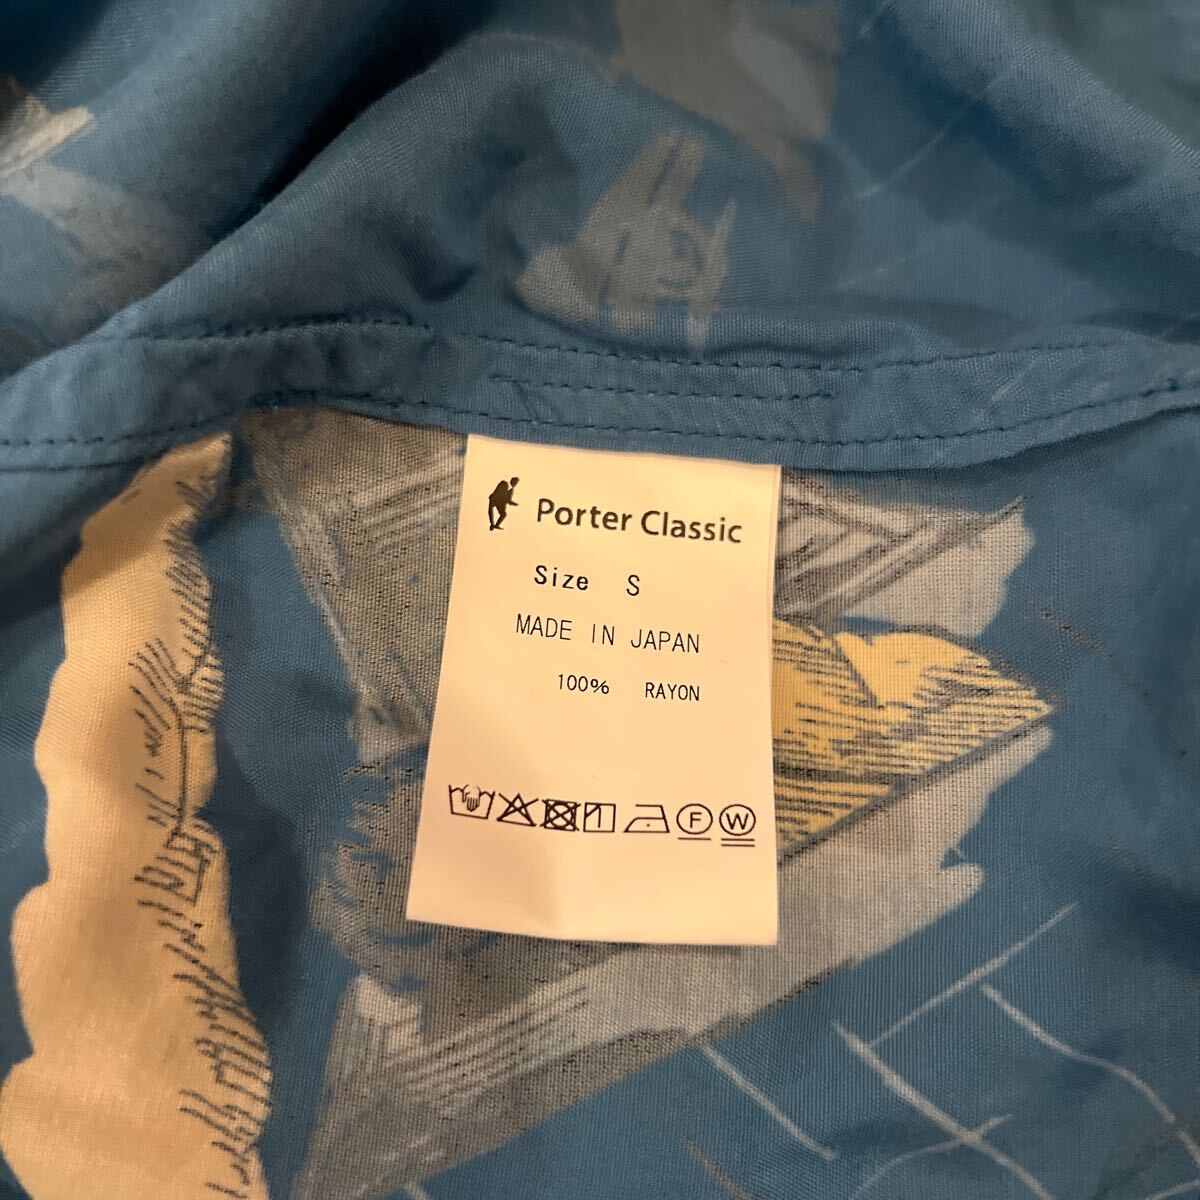 Porter Classic
Size S
MADE IN JAPAN
100% RAYON
F W